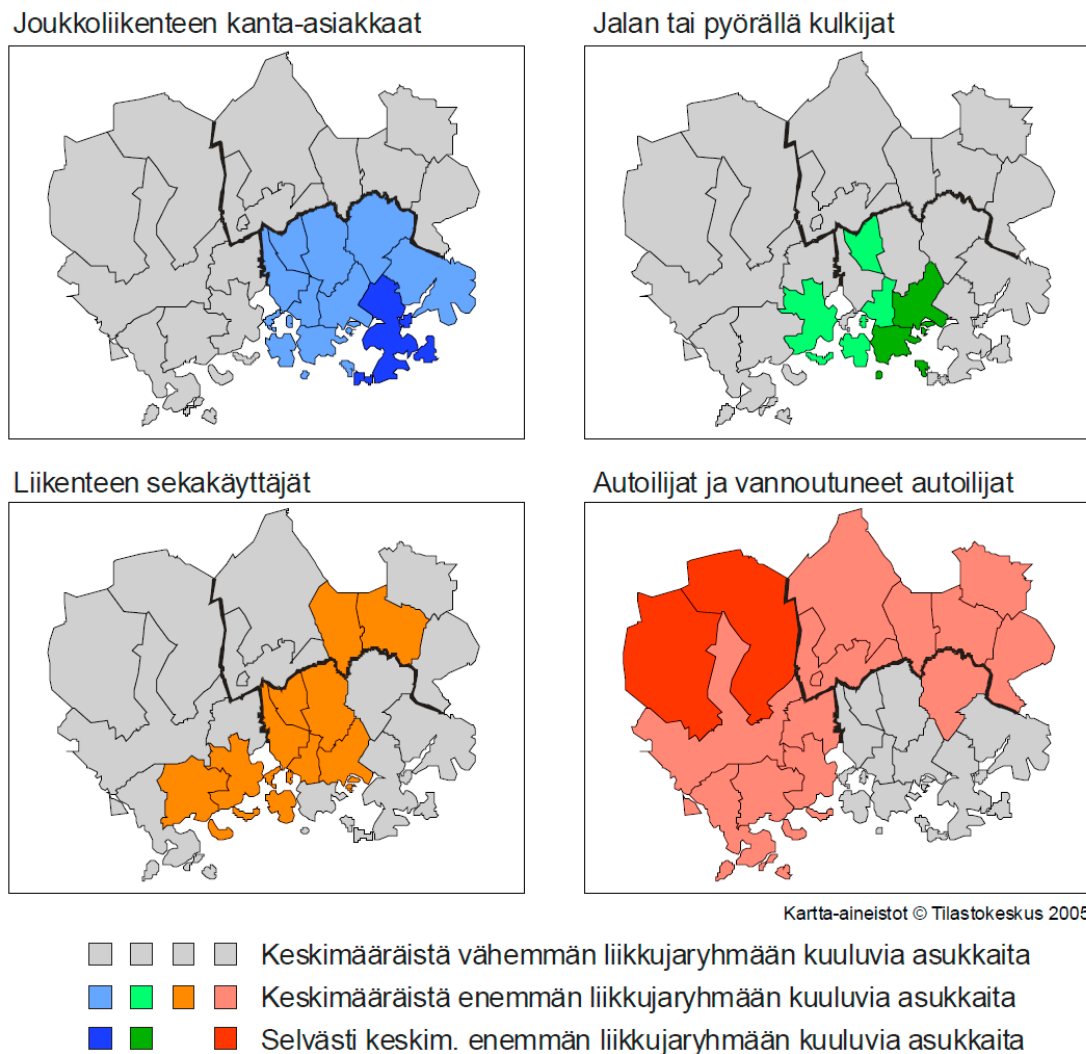 Joukkoliikenteen kanta-asiakkaat
Jalan tai pyörällä kulkijat
Liikenteen sekakäyttäjät
Autoilijat ja vannoutuneet autoilijat
Kartta-aineistot © Tilastokeskus 2005
Keskimääräistä vähemmän liikkujaryhmään kuuluvia asukkaita
Keskimääräistä enemmän liikkujaryhmään kuuluvia asukkaita
Selvästi keskim. enemmän liikkujaryhmään kuuluvia asukkaita